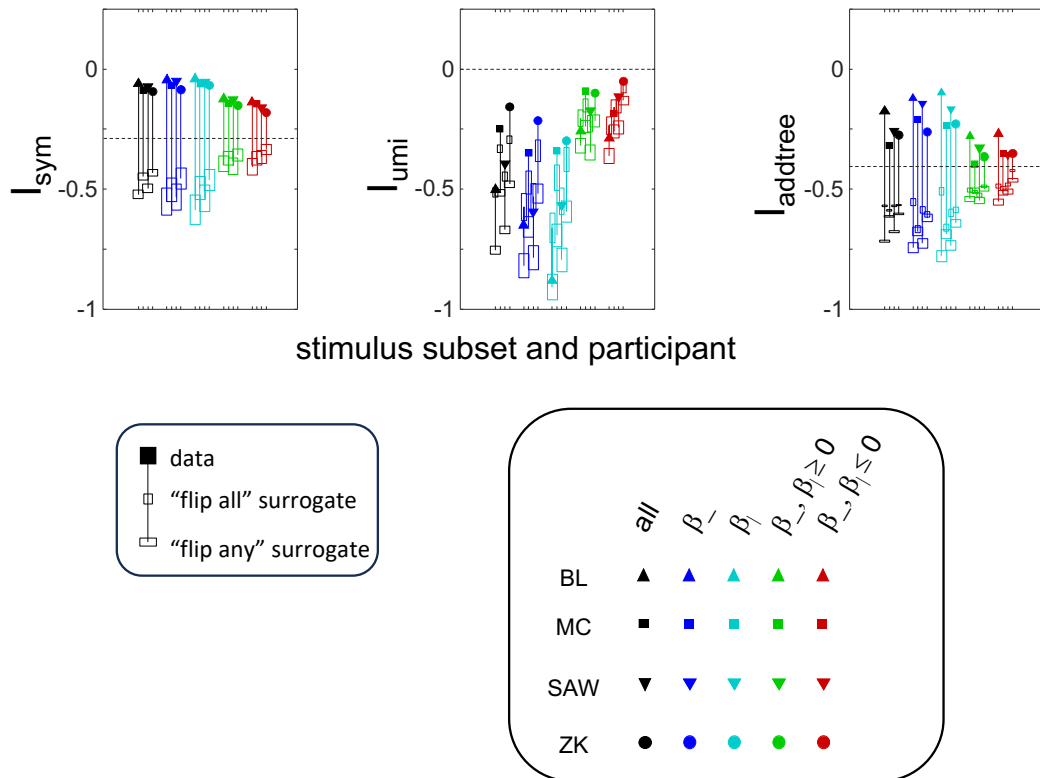 I_sym
0
-0.5
-1
I_umi
0
-0.5
-1
I_addtree
0
-0.5
-1
stimulus subset and participant
data
“flip all” surrogate
“flip any” surrogate
all
β_–
β_|
β_–, β_| ≥ 0
β_–, β_| ≤ 0
BL
MC
SAW
ZK